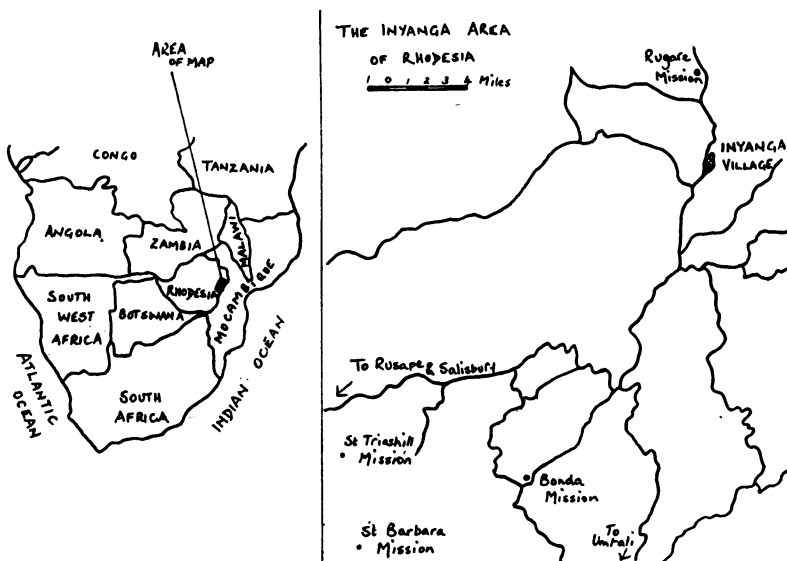 AREA
OF MAP
CONGO
TANZANIA
ANGOLA
ZAMBIA
MALAWI
RHODESIA
MOCAMBIQUE
SOUTH
WEST
AFRICA
BOTSWANA
SOUTH
AFRICA
ATLANTIC
OCEAN
INDIAN OCEAN
THE INYANGA AREA
OF RHODESIA
1 0 1 2 3 4 Miles
Rugare
Mission
INYANGA
VILLAGE
To Rusape & Salisbury
St Triashill
Mission
Bonda
Mission
St Barbara
Mission
To
Umtali